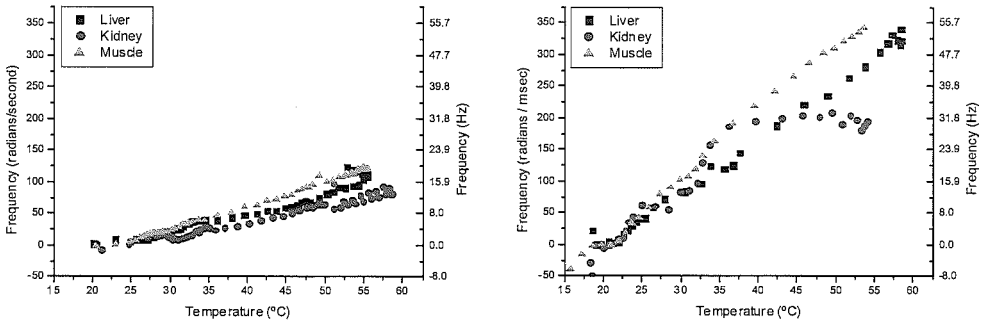 Liver
Kidney
Muscle
Frequency (radians/second)
350
300
250
200
150
100
50
0
-50
55.7
47.7
39.8
31.8
23.9
15.9
8.0
0.0
-8.0
Frequency (Hz)
15 20 25 30 35 40 45 50 55 60
Temperature (ºC)
Liver
Kidney
Muscle
Frequency (radians / msec)
350
300
250
200
150
100
50
0
-50
55.7
47.7
39.8
31.8
23.9
15.9
8.0
0.0
-8.0
Frequency (Hz)
15 20 25 30 35 40 45 50 55 60
Temperature (ºC)